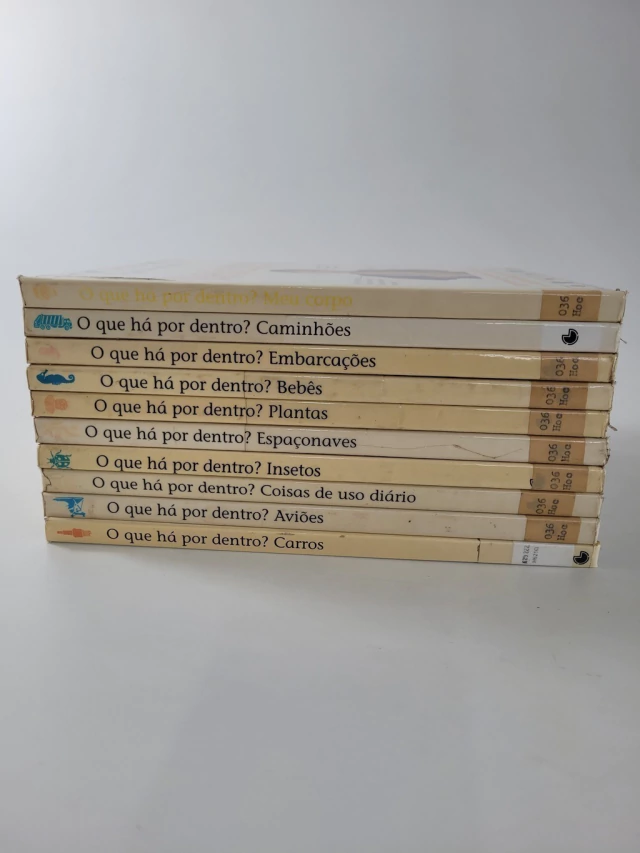 O que há por dentro? Meu corpo
036
Hoe
O que há por dentro? Caminhões
O que há por dentro? Embarcações
036
Hoe
O que há por dentro? Bebês
036
Hoe
O que há por dentro? Plantas
036
Hoe
O que há por dentro? Espaçonaves
036
Hoe
O que há por dentro? Insetos
036
Hoe
O que há por dentro? Coisas de uso diário
036
Hoe
O que há por dentro? Aviões
036
Hoe
O que há por dentro? Carros